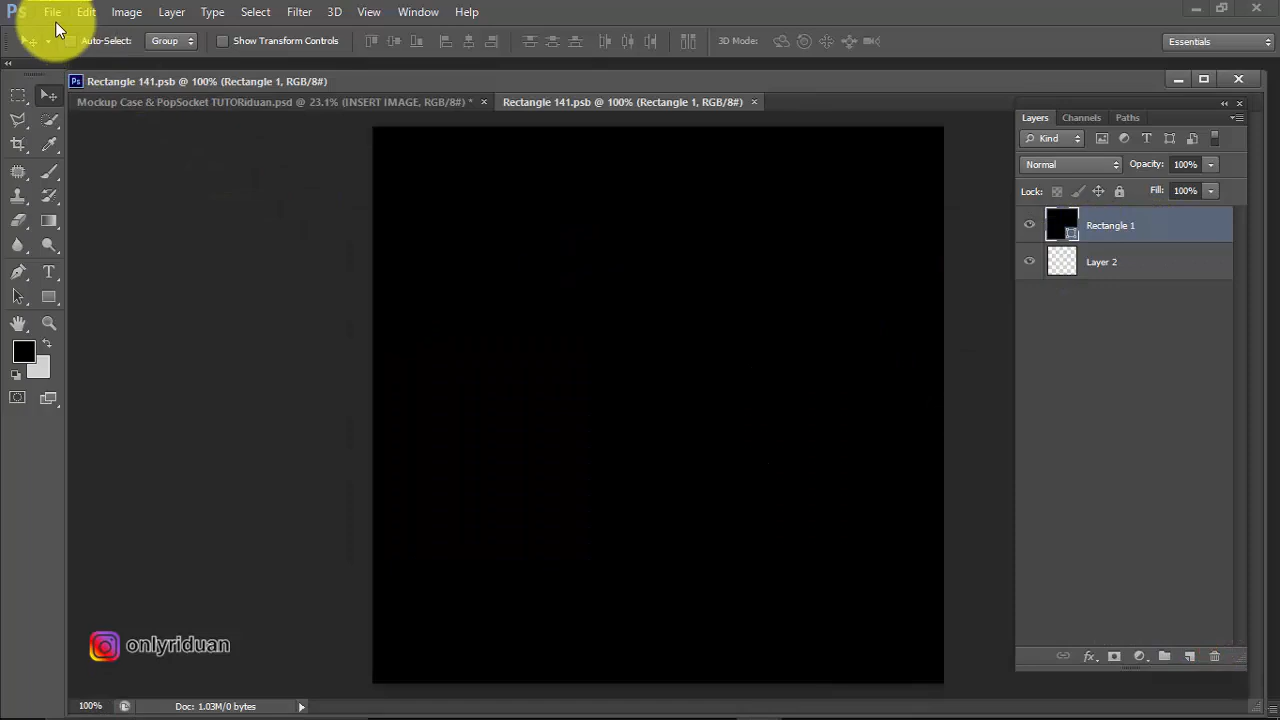 Ps File Edit Image Layer Type Select Filter 3D View Window Help
Auto-Select: Group Show Transform Controls 3D Mode: Essentials
Ps Rectangle 141.psb @ 100% (Rectangle 1, RGB/8#)
Mockup Case & PopSocket TUTORiduan.psd @ 23.1% (INSERT IMAGE, RGB/8#) * × Rectangle 141.psb @ 100% (Rectangle 1, RGB/8#) ×
Layers Channels Paths
Kind
Normal Opacity: 100%
Lock: Fill: 100%
Rectangle 1
Layer 2
onlyriduan
100% Doc: 1.03M/0 bytes